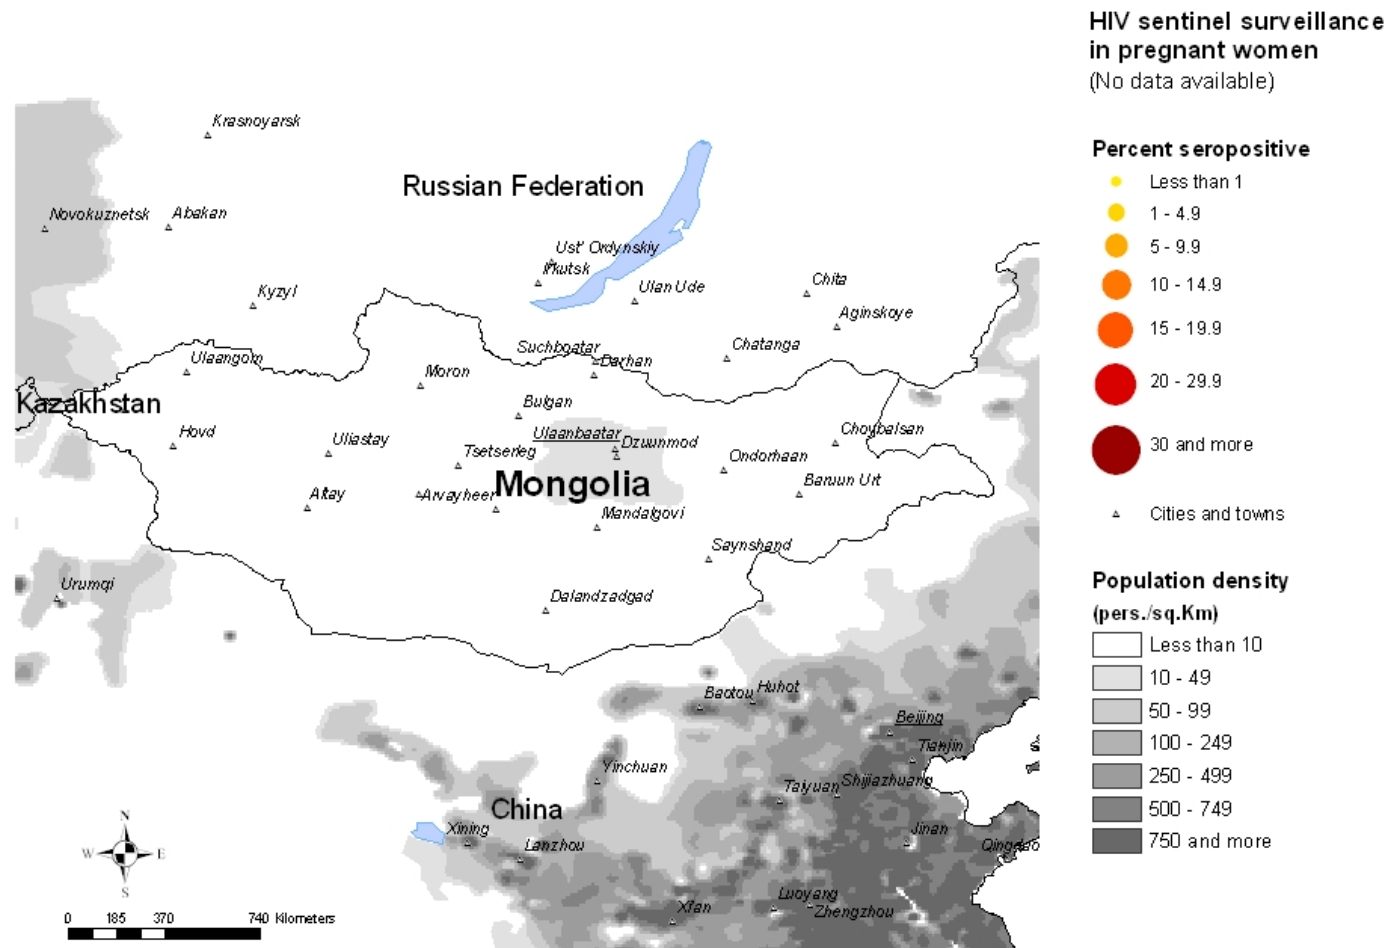 HIV sentinel surveillance
in pregnant women
(No data available)
Percent seropositive
Less than 1
1 - 4.9
5 - 9.9
10 - 14.9
15 - 19.9
20 - 29.9
30 and more
Cities and towns
Population density
(pers./sq.Km)
Less than 10
10 - 49
50 - 99
100 - 249
250 - 499
500 - 749
750 and more
Krasnoyarsk
Russian Federation
Novokuznetsk
Abakan
Ust' Ordynskiy
Irkutsk
Kyzyl
Ulan Ude
Chita
Aginskoye
Suchboatar
Darhan
Chatanga
Ulaangom
Moron
Kazakhstan
Bulgan
Hovd
Uliastay
Ulaanbaatar
Dzuunmod
Choybalsan
Tsetserleg
Ondorhaan
Mongolia
Baruun Urt
Altay
Arvayheer
Mandalgovi
Saynshand
Urumqi
Dalandzadgad
Baotou
Huhot
Beijing
Tianjin
Yinchuan
Taiyuan
Shijiazhuang
China
Xining
Lanzhou
Jinan
Qingdao
Xi'an
Luoyang
Zhengzhou
N
W
E
S
0 185 370 740 Kilometers